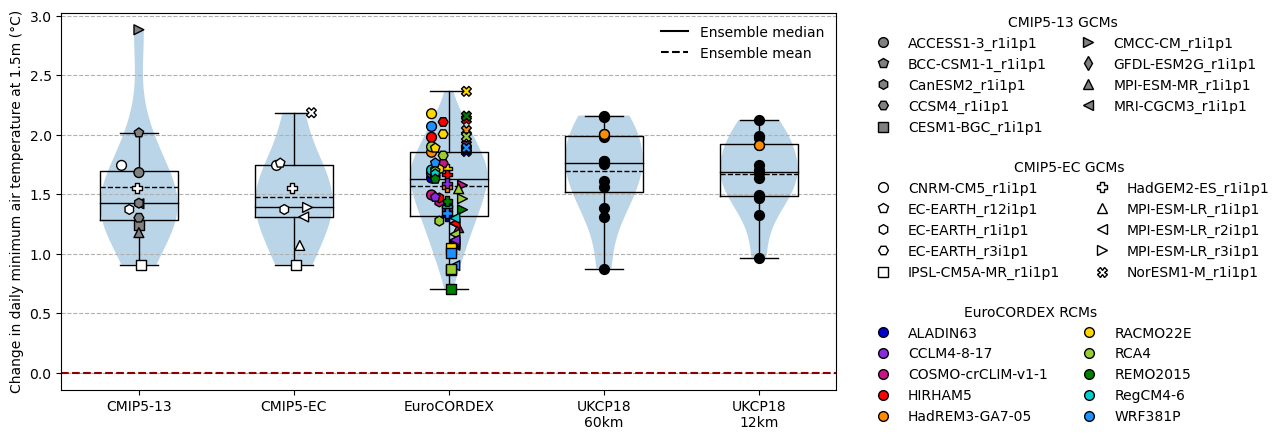 Change in daily minimum air temperature at 1.5m (°C)
3.0
2.5
2.0
1.5
1.0
0.5
0.0
Ensemble median
Ensemble mean
CMIP5-13
CMIP5-EC
EuroCORDEX
UKCP18
60km
UKCP18
12km
CMIP5-13 GCMs
ACCESS1-3_r1i1p1
BCC-CSM1-1_r1i1p1
CanESM2_r1i1p1
CCSM4_r1i1p1
CESM1-BGC_r1i1p1
CMCC-CM_r1i1p1
GFDL-ESM2G_r1i1p1
MPI-ESM-MR_r1i1p1
MRI-CGCM3_r1i1p1
CMIP5-EC GCMs
CNRM-CM5_r1i1p1
EC-EARTH_r12i1p1
EC-EARTH_r1i1p1
EC-EARTH_r3i1p1
IPSL-CM5A-MR_r1i1p1
HadGEM2-ES_r1i1p1
MPI-ESM-LR_r1i1p1
MPI-ESM-LR_r2i1p1
MPI-ESM-LR_r3i1p1
NorESM1-M_r1i1p1
EuroCORDEX RCMs
ALADIN63
CCLM4-8-17
COSMO-crCLIM-v1-1
HIRHAM5
HadREM3-GA7-05
RACMO22E
RCA4
REMO2015
RegCM4-6
WRF381P